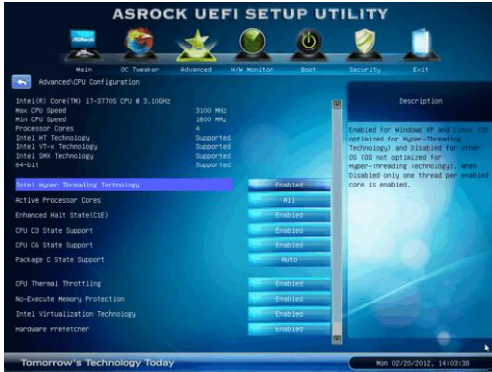 ASROCK UEFI SETUP UTILITY
Main OC Tweaker Advanced H/W Monitor Boot Security Exit
Advanced\CPU Configuration
Intel(R) Core(TM) i7-3770S CPU @ 3.10GHz
Max CPU Speed 3100 MHz
Min CPU Speed 1600 MHz
Processor Cores 4
Intel HT Technology Supported
Intel VT-x Technology Supported
Intel SMX Technology Supported
64-bit Supported
Intel Hyper Threading Technology Enabled
Active Processor Cores All
Enhanced Halt State(C1E) Enabled
CPU C3 State Support Enabled
CPU C6 State Support Enabled
Package C State Support Auto
CPU Thermal Throttling Enabled
No-Execute Memory Protection Enabled
Intel Virtualization Technology Enabled
Hardware Prefetcher Enabled
Description
Enabled for Windows XP and Linux (OS
optimized for Hyper-Threading
Technology) and Disabled for other
OS (OS not optimized for
Hyper-Threading Technology). When
Disabled only one thread per enabled
core is enabled.
Tomorrow's Technology Today
Mon 02/20/2012, 14:03:38